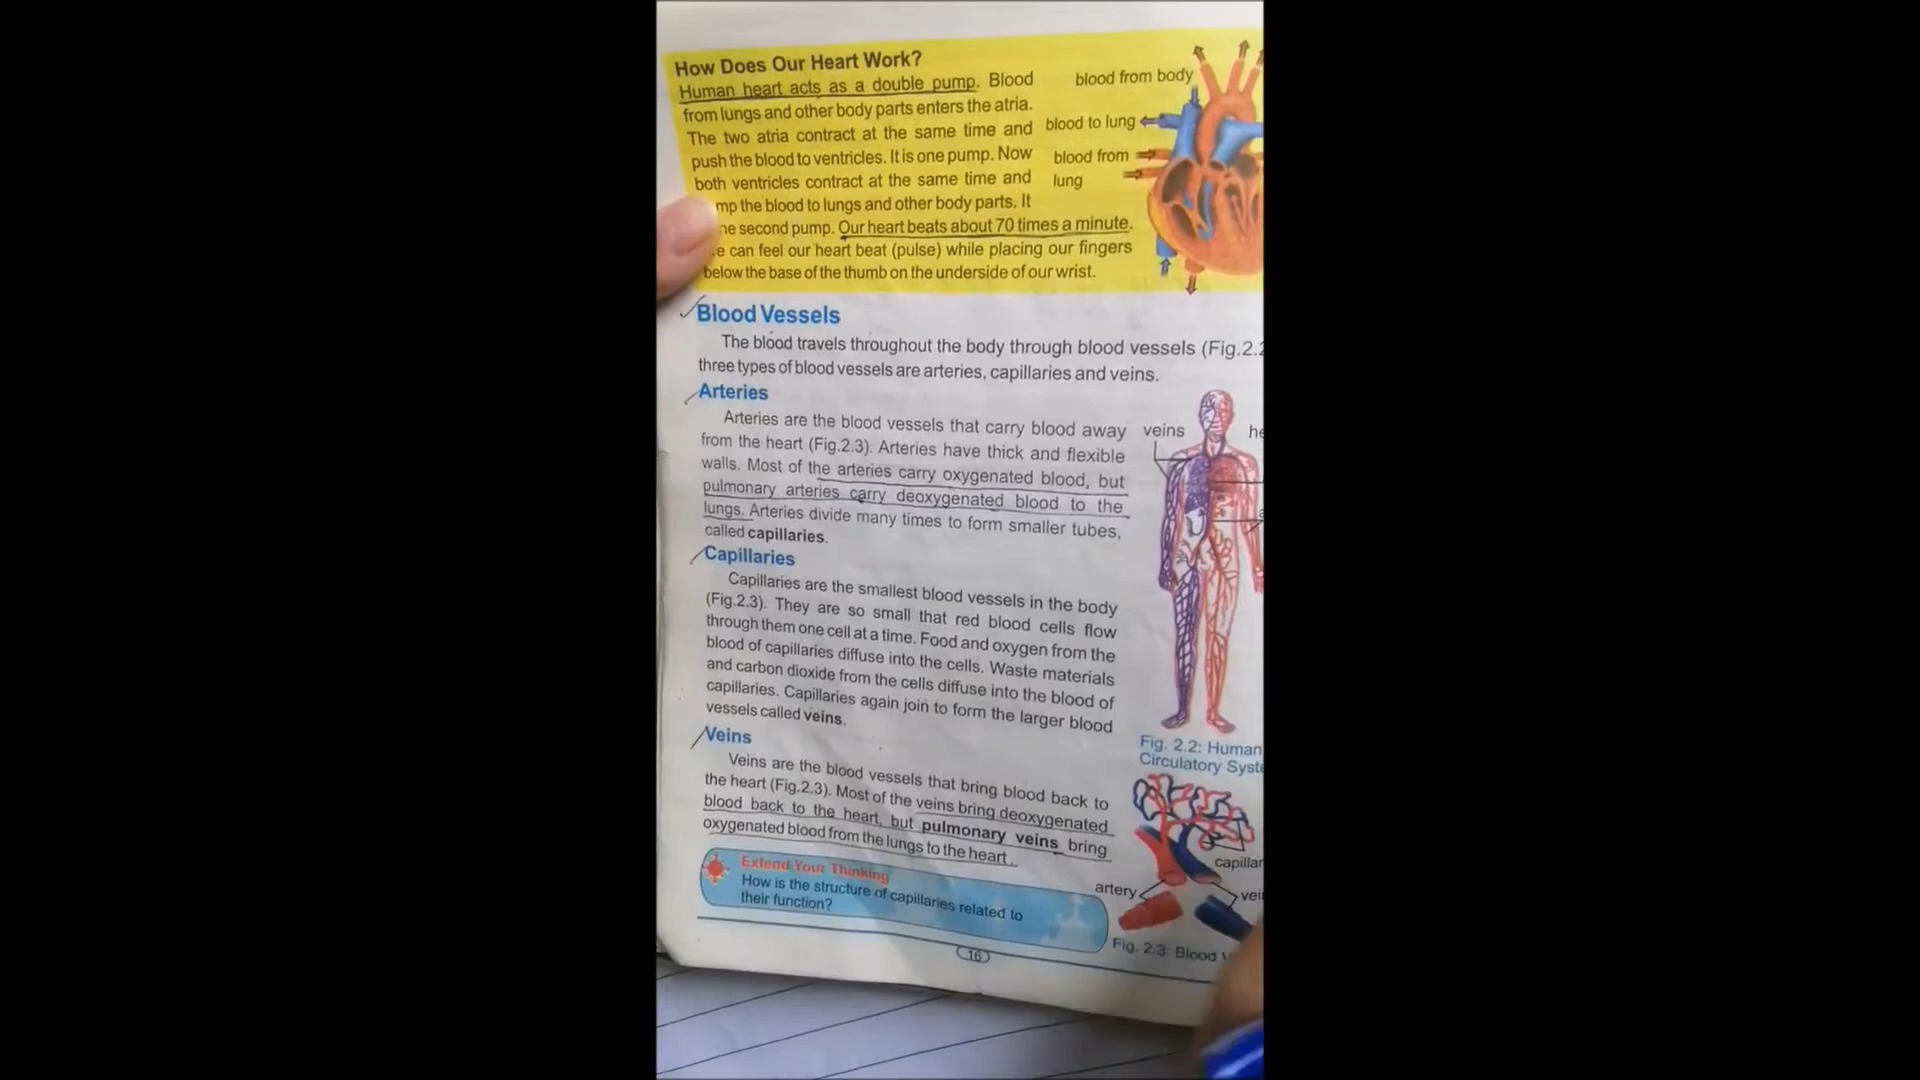 How Does Our Heart Work?
Human heart acts as a double pump. Blood
from lungs and other body parts enters the atria.
The two atria contract at the same time and
push the blood to ventricles. It is one pump. Now
both ventricles contract at the same time and
mp the blood to lungs and other body parts. It
he second pump. Our heart beats about 70 times a minute.
e can feel our heart beat (pulse) while placing our fingers
below the base of the thumb on the underside of our wrist.
blood from body
blood to lung
blood from
lung
Blood Vessels
The blood travels throughout the body through blood vessels (Fig.2.2
three types of blood vessels are arteries, capillaries and veins.
Arteries
Arteries are the blood vessels that carry blood away
from the heart (Fig.2.3). Arteries have thick and flexible
walls. Most of the arteries carry oxygenated blood, but
pulmonary arteries carry deoxygenated blood to the
lungs. Arteries divide many times to form smaller tubes,
called capillaries.
veins
he
a
Capillaries
Capillaries are the smallest blood vessels in the body
(Fig.2.3). They are so small that red blood cells flow
through them one cell at a time. Food and oxygen from the
blood of capillaries diffuse into the cells. Waste materials
and carbon dioxide from the cells diffuse into the blood of
capillaries. Capillaries again join to form the larger blood
vessels called veins.
Fig. 2.2: Human
Circulatory Syste
Veins
Veins are the blood vessels that bring blood back to
the heart (Fig.2.3). Most of the veins bring deoxygenated
blood back to the heart, but pulmonary veins bring
oxygenated blood from the lungs to the heart.
Extend Your Thinking
How is the structure of capillaries related to
their function?
capillar
artery
vei
Fig. 2.3: Blood V
16